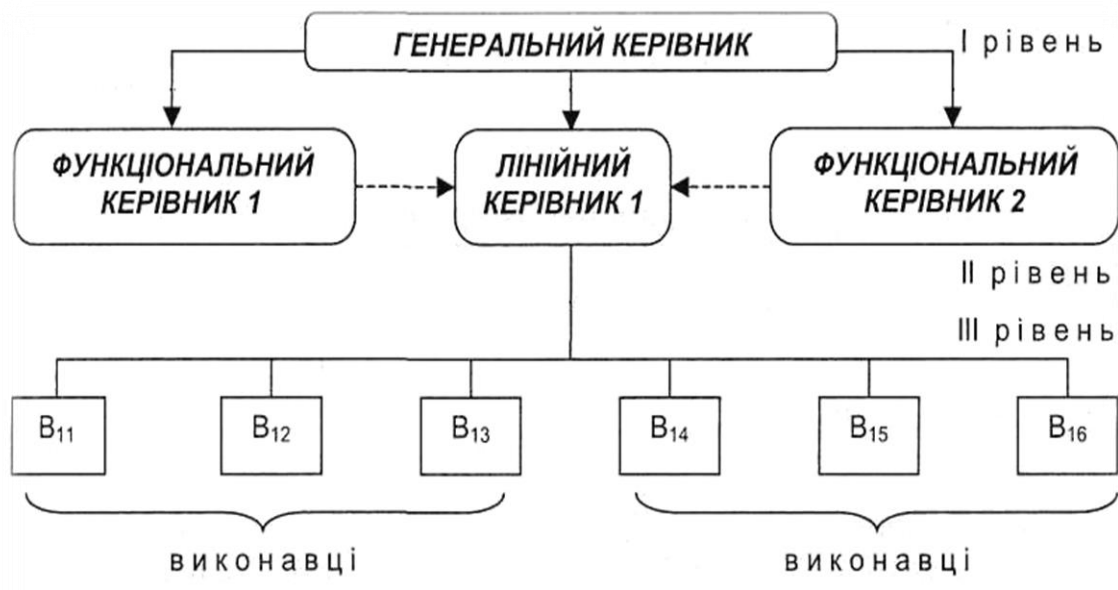 ГЕНЕРАЛЬНИЙ КЕРІВНИК
І рівень
ФУНКЦІОНАЛЬНИЙ
КЕРІВНИК 1
ЛІНІЙНИЙ
КЕРІВНИК 1
ФУНКЦІОНАЛЬНИЙ
КЕРІВНИК 2
ІІ рівень
ІІІ рівень
В₁₁
В₁₂
В₁₃
В₁₄
В₁₅
В₁₆
виконавці
виконавці